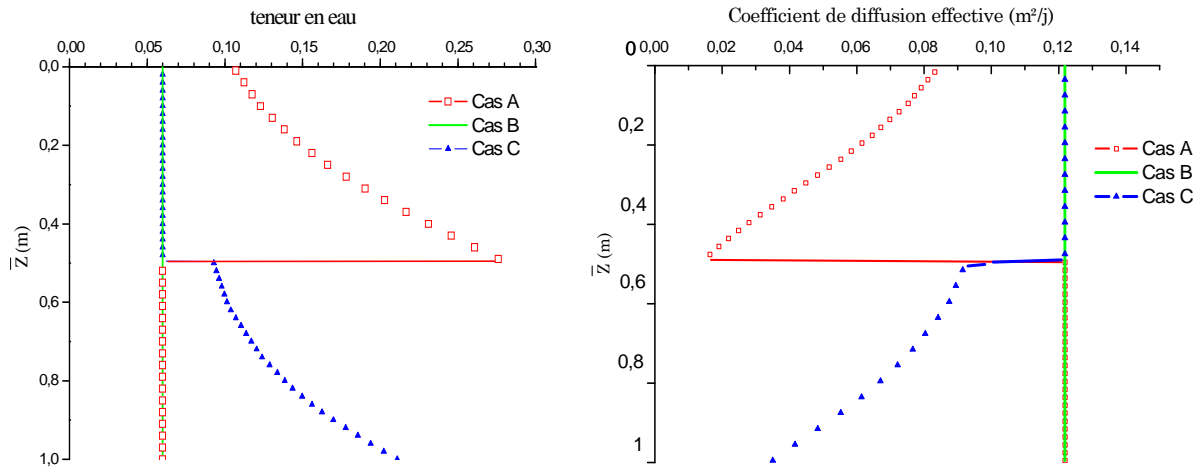 teneur en eau
0,00 0,05 0,10 0,15 0,20 0,25 0,30
0,0
0,2
0,4
0,6
0,8
1,0
Z (m)
Cas A
Cas B
Cas C
Coefficient de diffusion effective (m²/j)
0,00 0,02 0,04 0,06 0,08 0,10 0,12 0,14
0
0,2
0,4
0,6
0,8
1
Z (m)
Cas A
Cas B
Cas C